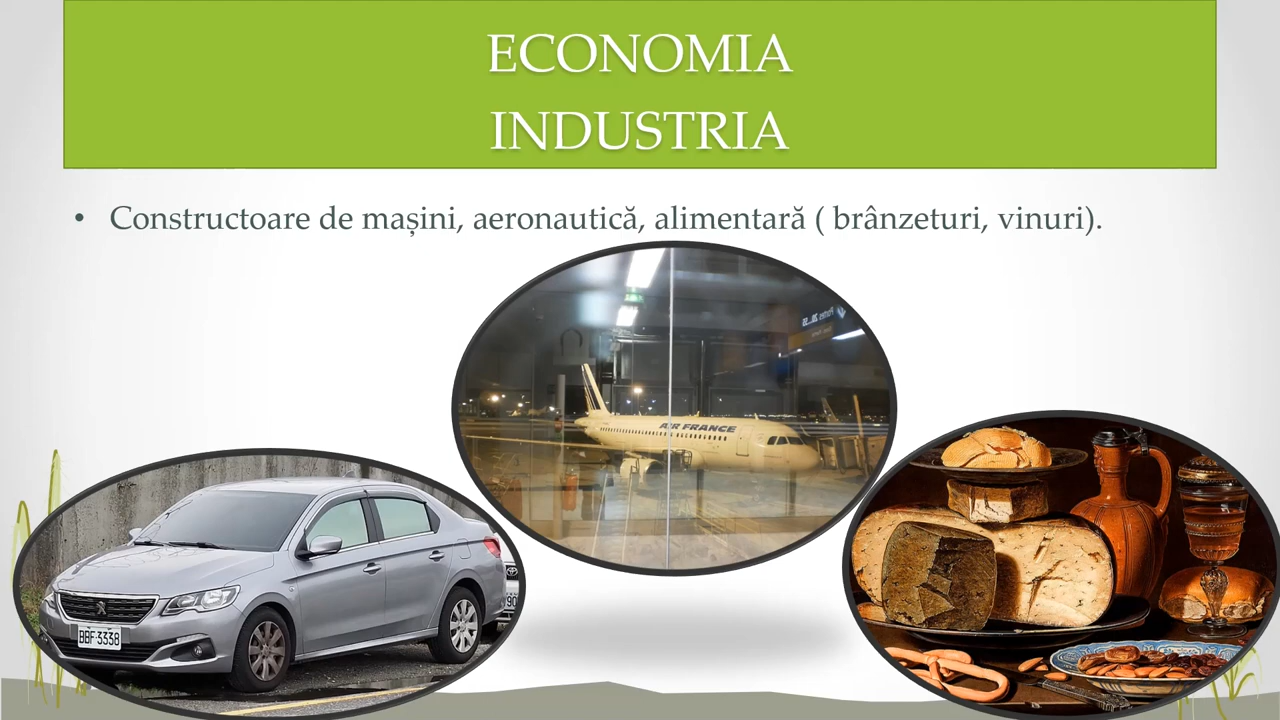 ECONOMIA
INDUSTRIA
• Constructoare de mașini, aeronautică, alimentară ( brânzeturi, vinuri).
AIR FRANCE
BBF·3338